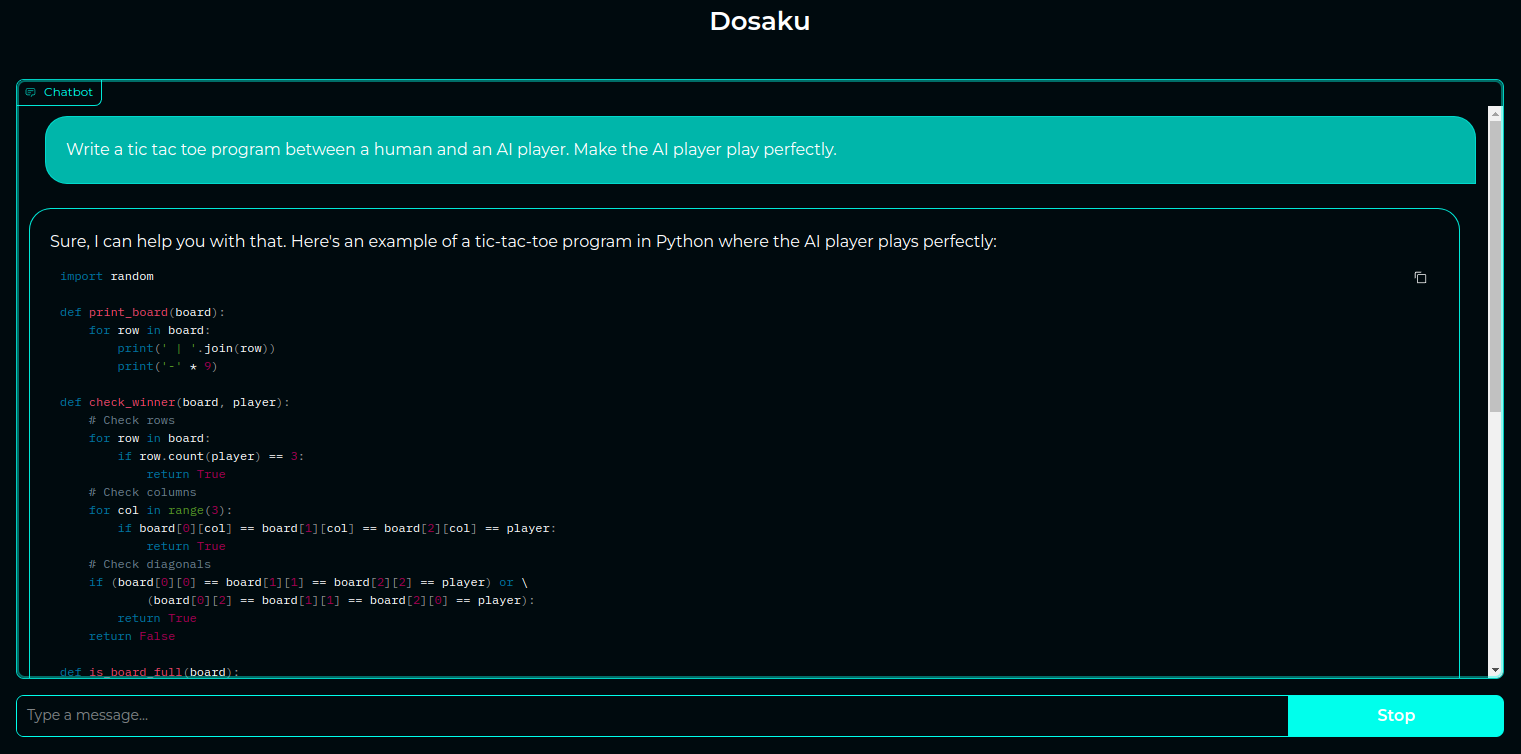 Dosaku
Chatbot
Write a tic tac toe program between a human and an AI player. Make the AI player play perfectly.
Sure, I can help you with that. Here's an example of a tic-tac-toe program in Python where the AI player plays perfectly:
import random
def print_board(board):
    for row in board:
        print(' | '.join(row))
        print('-' * 9)
def check_winner(board, player):
    # Check rows
    for row in board:
        if row.count(player) == 3:
            return True
    # Check columns
    for col in range(3):
        if board[0][col] == board[1][col] == board[2][col] == player:
            return True
    # Check diagonals
    if (board[0][0] == board[1][1] == board[2][2] == player) or \
            (board[0][2] == board[1][1] == board[2][0] == player):
        return True
    return False
def is_board_full(board):
Type a message...
Stop